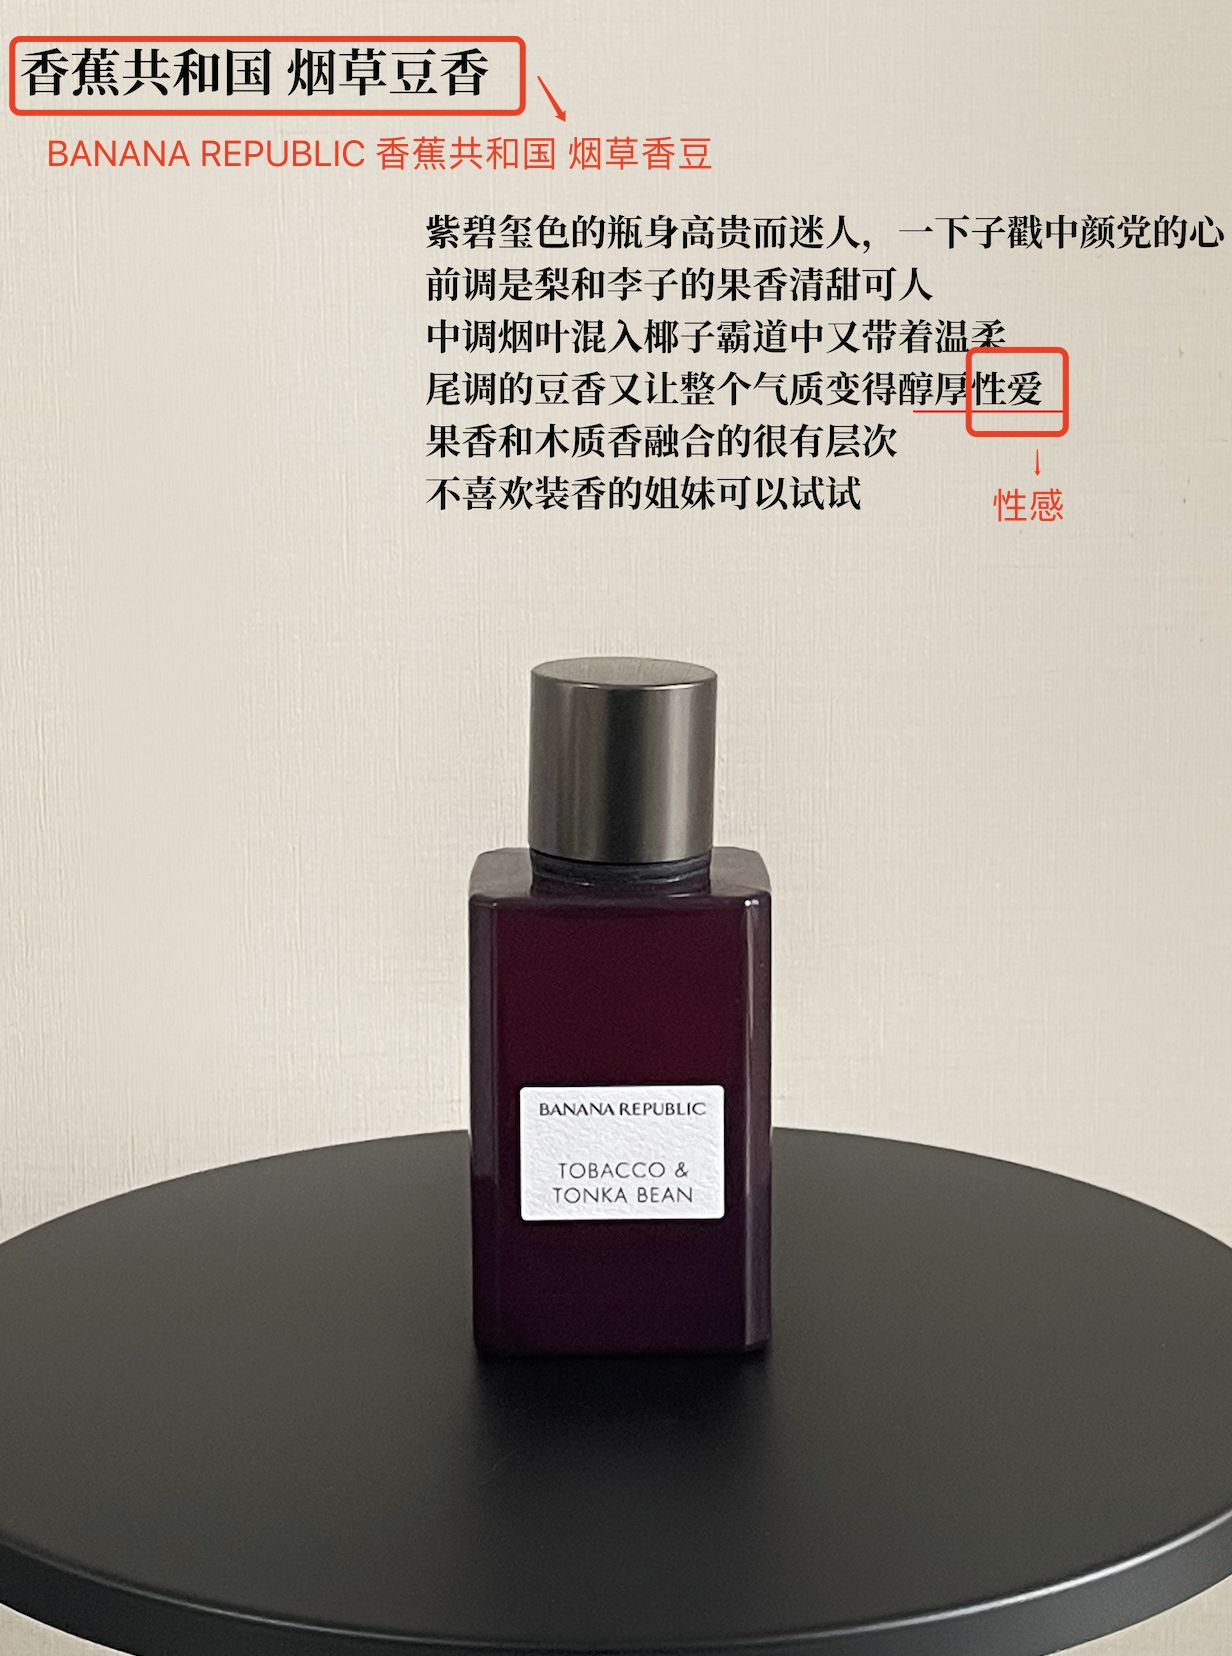 香蕉共和国 烟草豆香
BANANA REPUBLIC 香蕉共和国 烟草香豆
紫碧玺色的瓶身高贵而迷人，一下子戳中颜党的心
前调是梨和李子的果香清甜可人
中调烟叶混入椰子霸道中又带着温柔
尾调的豆香又让整个气质变得醇厚性爱
果香和木质香融合的很有层次
不喜欢装香的姐妹可以试试
性感
BANANA REPUBLIC
TOBACCO &
TONKA BEAN